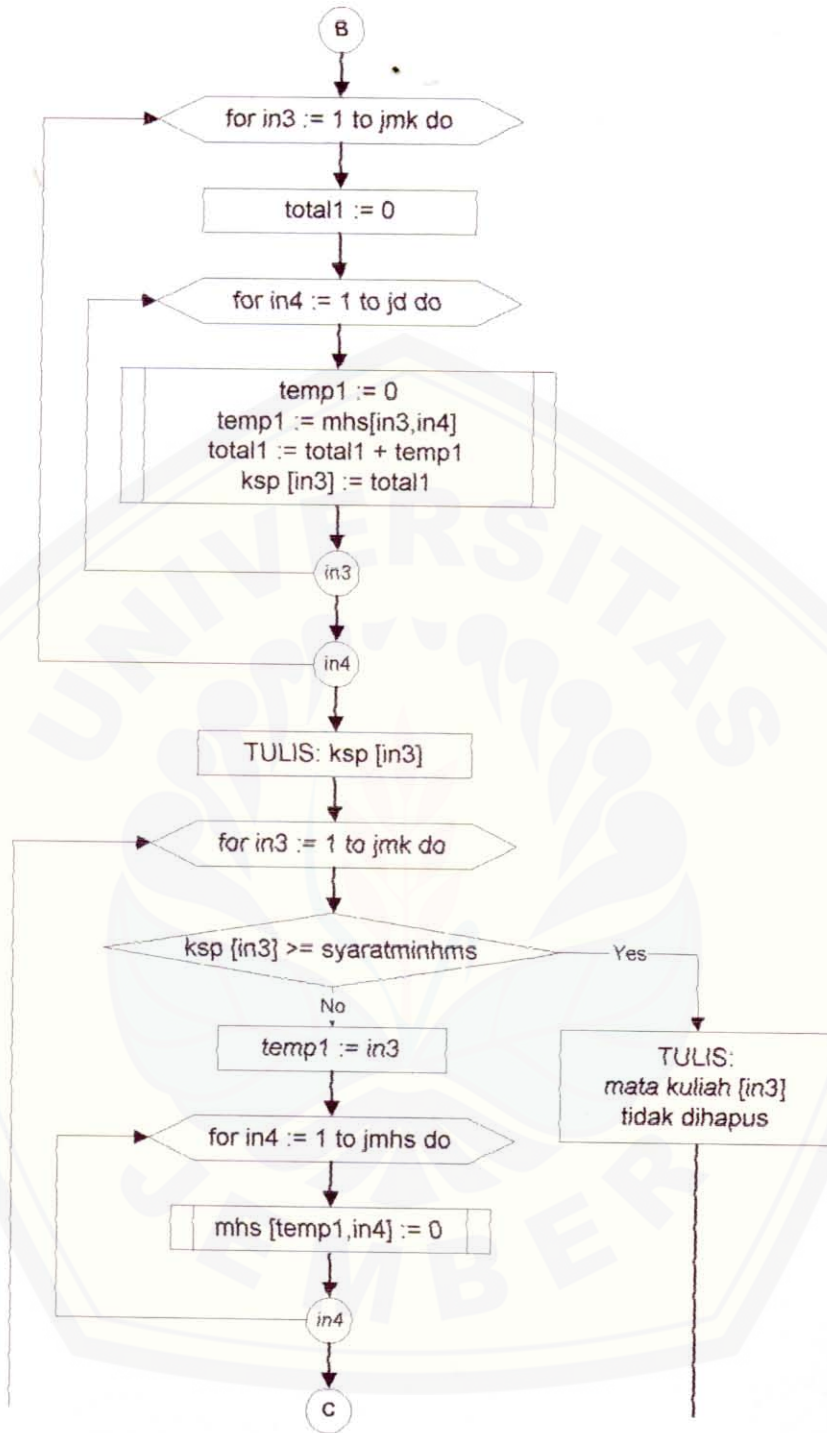 B
for in3 := 1 to jmk do
total1 := 0
for in4 := 1 to jd do
temp1 := 0
temp1 := mhs[in3,in4]
total1 := total1 + temp1
ksp [in3] := total1
in3
in4
TULIS: ksp [in3]
for in3 := 1 to jmk do
ksp [in3] >= syaratminhms
Yes
No
temp1 := in3
TULIS:
mata kuliah [in3]
tidak dihapus
for in4 := 1 to jmhs do
mhs [temp1,in4] := 0
in4
C
UNIVERSITAS
JEMBER